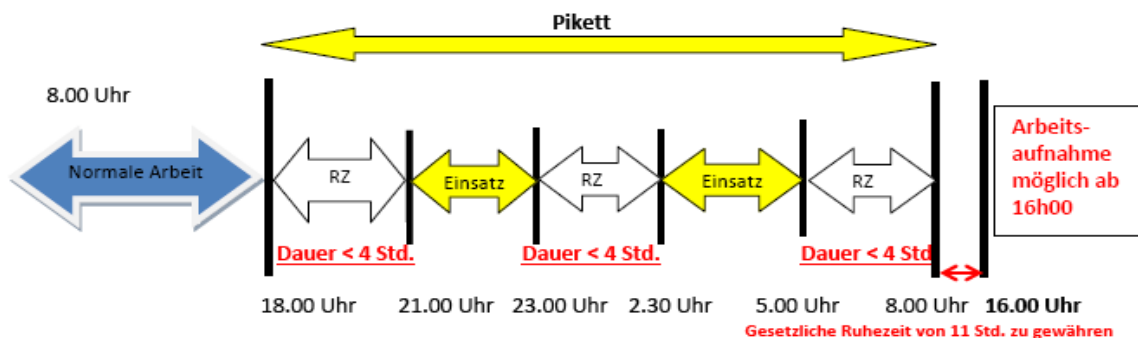 Pikett
8.00 Uhr
Normale Arbeit
RZ
Einsatz
RZ
Einsatz
RZ
Arbeits-
aufnahme
möglich ab
16h00
Dauer < 4 Std.
Dauer < 4 Std.
Dauer < 4 Std
18.00 Uhr
21.00 Uhr
23.00 Uhr
2.30 Uhr
5.00 Uhr
8.00 Uhr
16.00 Uhr
Gesetzliche Ruhezeit von 11 Std. zu gewähren